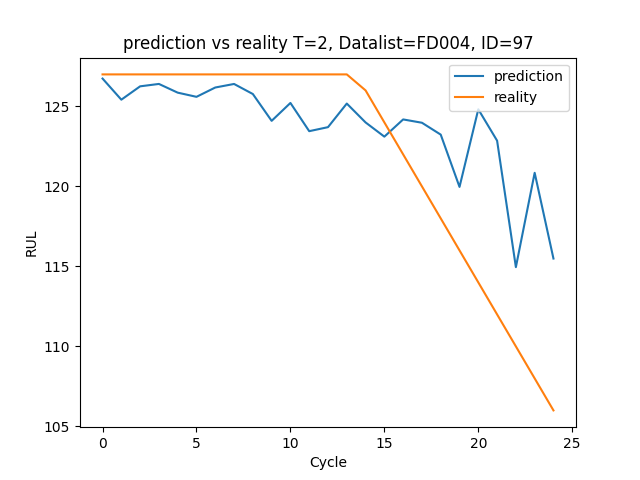 prediction vs reality T=2, Datalist=FD004, ID=97
prediction
reality
125
120
115
110
105
RUL
0 5 10 15 20 25
Cycle